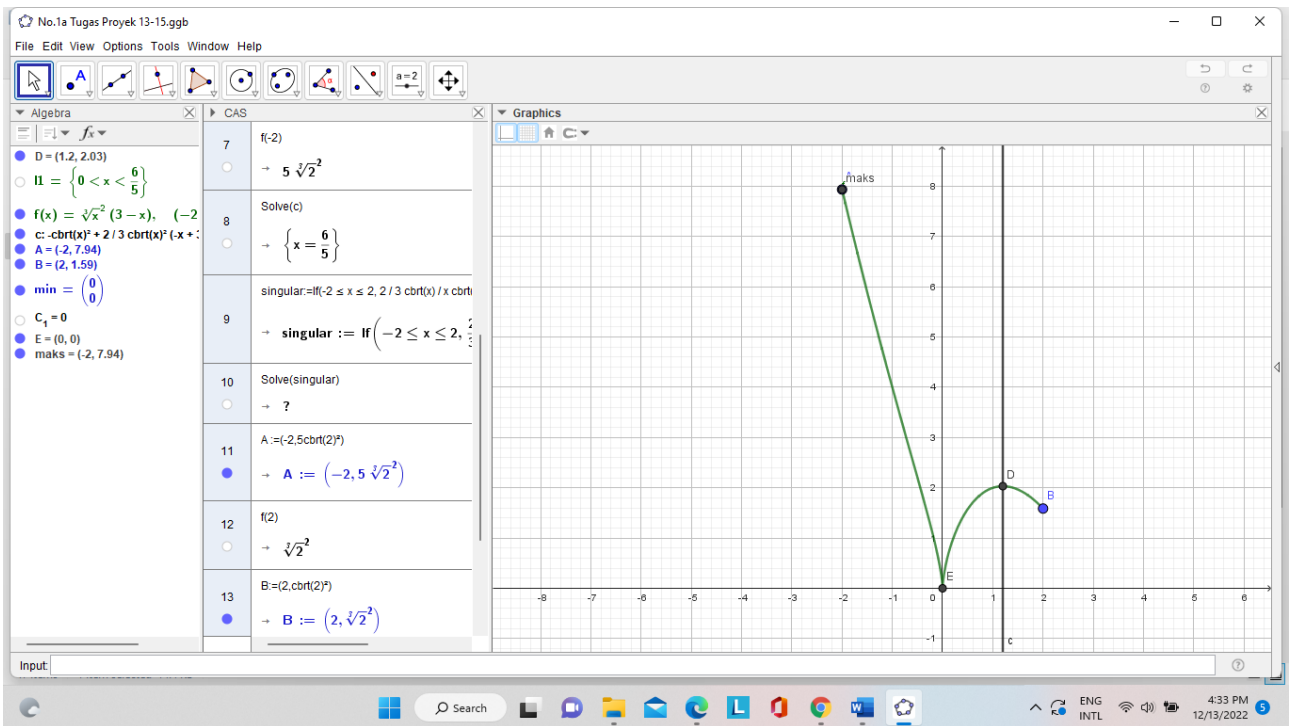 No.1a Tugas Proyek 13-15.ggb
File Edit View Options Tools Window Help
A
a = 2
Algebra
D = (1.2, 2.03)
I1 = {0 < x < 6/5}
f(x) = ∛x² (3 − x), (−2
c: -cbrt(x)² + 2 / 3 cbrt(x)² (-x + 3
A = (-2, 7.94)
B = (2, 1.59)
min = (0 0)
C₁ = 0
E = (0, 0)
maks = (-2, 7.94)
CAS
7
f(-2)
→ 5 ∛2²
8
Solve(c)
→ {x = 6/5}
9
singular:=If(-2 ≤ x ≤ 2, 2 / 3 cbrt(x) / x cbrt(
→ singular := If(−2 ≤ x ≤ 2, 2/3
10
Solve(singular)
→ ?
11
A:=(-2,5cbrt(2)²)
→ A := (−2, 5 ∛2²)
12
f(2)
→ ∛2²
13
B:=(2,cbrt(2)²)
→ B := (2, ∛2²)
Graphics
maks
D
B
E
c
8
7
6
5
4
3
2
1
-1
-8 -7 -6 -5 -4 -3 -2 -1 0 1 2 3 4 5 6
Input:
Search
ENG
INTL
4:33 PM
12/13/2022
5